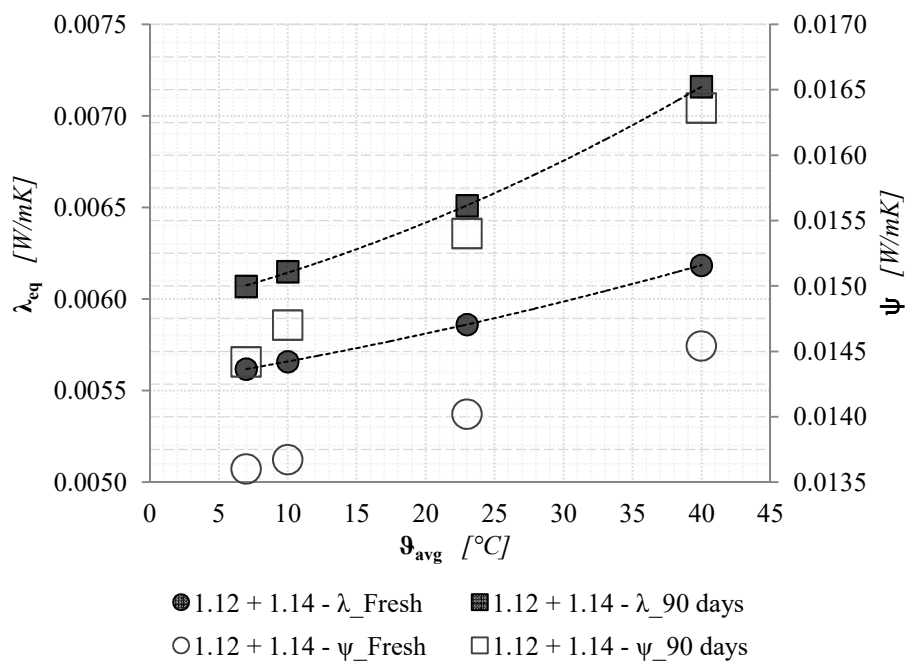 0.0075
0.0070
0.0065
0.0060
0.0055
0.0050
λeq [W/mK]
0.0170
0.0165
0.0160
0.0155
0.0150
0.0145
0.0140
0.0135
ψ [W/mK]
0 5 10 15 20 25 30 35 40 45
ϑavg [°C]
1.12 + 1.14 - λ_Fresh
1.12 + 1.14 - λ_90 days
1.12 + 1.14 - ψ_Fresh
1.12 + 1.14 - ψ_90 days